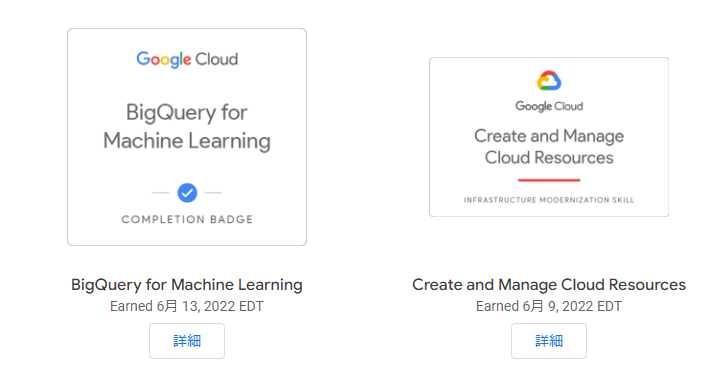 Google Cloud
BigQuery for
Machine Learning
COMPLETION BADGE
BigQuery for Machine Learning
Earned 6月 13, 2022 EDT
詳細
Google Cloud
Create and Manage
Cloud Resources
INFRASTRUCTURE MODERNIZATION SKILL
Create and Manage Cloud Resources
Earned 6月 9, 2022 EDT
詳細